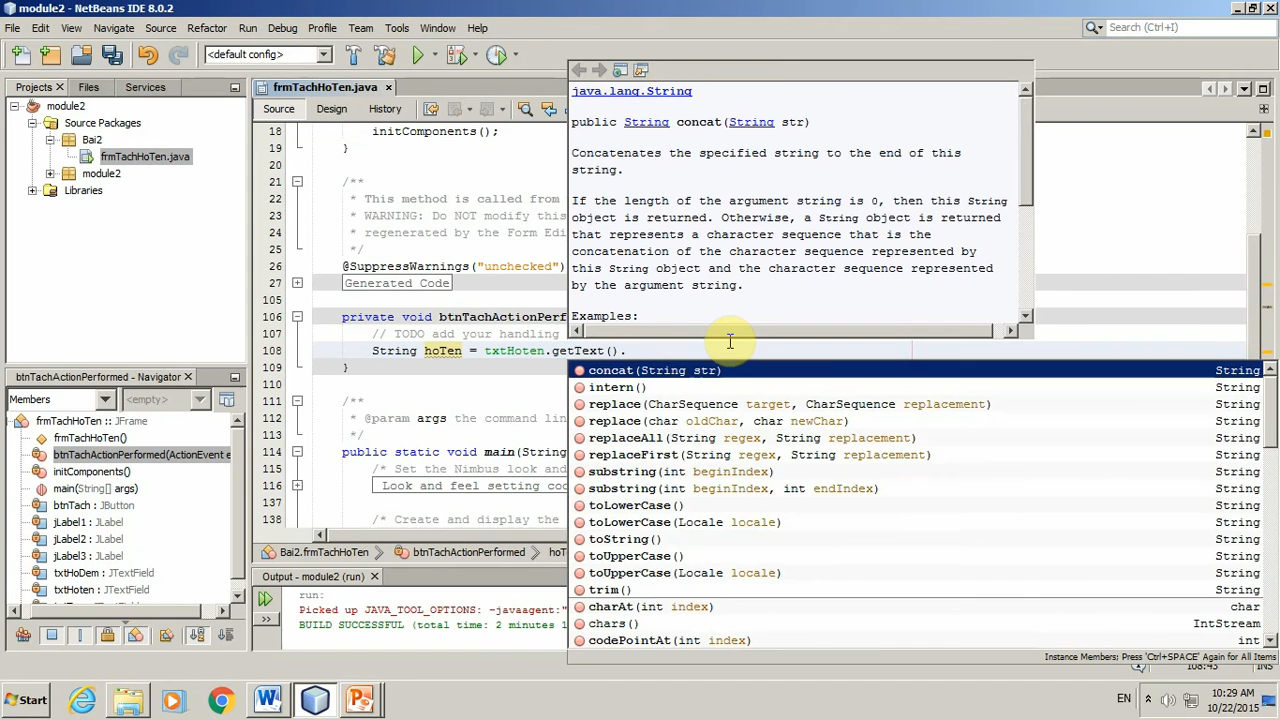 module2 - NetBeans IDE 8.0.2
File Edit View Navigate Source Refactor Run Debug Profile Team Tools Window Help
Search (Ctrl+I)
<default config>
Projects Files Services
module2
Source Packages
Bai2
frmTachHoTen.java
module2
Libraries
frmTachHoTen.java
Source Design History
18 initComponents();
19 }
20
21 /**
22 * This method is called from
23 * WARNING: Do NOT modify this
24 * regenerated by the Form Edi
25 */
26 @SuppressWarnings("unchecked")
27 Generated Code
105
106 private void btnTachActionPerf
107 // TODO add your handling
108 String hoTen = txtHoten.getText().
109 }
110
111 /**
112 * @param args the command lin
113 */
114 public static void main(String
115 /* Set the Nimbus look and
116 Look and feel setting cod
137
138 /* Create and display the
java.lang.String
public String concat(String str)
Concatenates the specified string to the end of this
string.
If the length of the argument string is 0, then this String
object is returned. Otherwise, a String object is returned
that represents a character sequence that is the
concatenation of the character sequence represented by
this String object and the character sequence represented
by the argument string.
Examples:
concat(String str) String
intern() String
replace(CharSequence target, CharSequence replacement) String
replace(char oldChar, char newChar) String
replaceAll(String regex, String replacement) String
replaceFirst(String regex, String replacement) String
substring(int beginIndex) String
substring(int beginIndex, int endIndex) String
toLowerCase() String
toLowerCase(Locale locale) String
toString() String
toUpperCase() String
toUpperCase(Locale locale) String
trim() String
charAt(int index) char
chars() IntStream
codePointAt(int index) int
Instance Members; Press 'Ctrl+SPACE' Again for All Items
btnTachActionPerformed - Navigator
Members <empty>
frmTachHoTen :: JFrame
frmTachHoTen()
btnTachActionPerformed(ActionEvent e
initComponents()
main(String[] args)
btnTach : JButton
jLabel1 : JLabel
jLabel2 : JLabel
jLabel3 : JLabel
txtHoDem : JTextField
txtHoten : JTextField
Bai2.frmTachHoTen btnTachActionPerformed hoT
Output - module2 (run)
run:
Picked up JAVA_TOOL_OPTIONS: -javaagent:"
BUILD SUCCESSFUL (total time: 2 minutes 1
108:43 INS
Start
EN
10:29 AM
10/22/2015